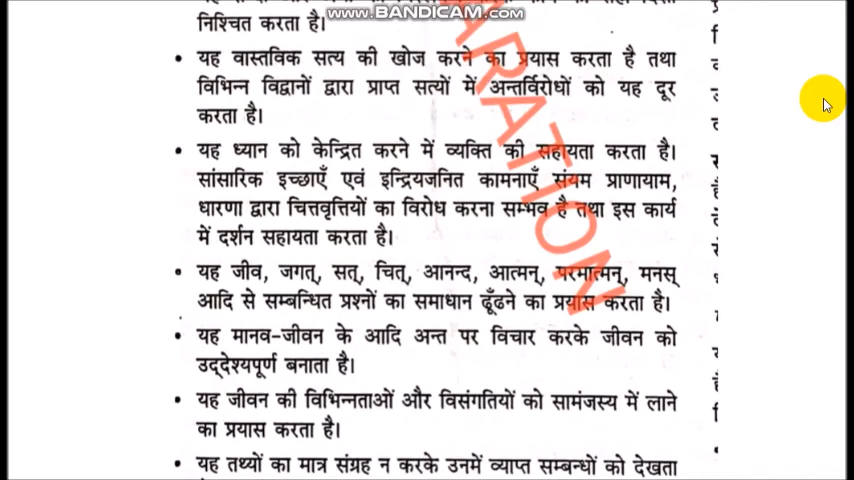 www.BANDICAM.com
निश्चित करता है।
• यह वास्तविक सत्य की खोज करने का प्रयास करता है तथा
विभिन्न विद्वानों द्वारा प्राप्त सत्यों में अन्तर्विरोधों को यह दूर
करता है।
• यह ध्यान को केन्द्रित करने में व्यक्ति की सहायता करता है।
सांसारिक इच्छाएँ एवं इन्द्रियजनित कामनाएँ संयम प्राणायाम,
धारणा द्वारा चित्तवृत्तियों का विरोध करना सम्भव है तथा इस कार्य
में दर्शन सहायता करता है।
• यह जीव, जगत्, सत्, चित्, आनन्द, आत्मन्, परमात्मन्, मनस्
आदि से सम्बन्धित प्रश्नों का समाधान ढूँढने का प्रयास करता है।
• यह मानव-जीवन के आदि अन्त पर विचार करके जीवन को
उद्देश्यपूर्ण बनाता है।
• यह जीवन की विभिन्नताओं और विसंगतियों को सामंजस्य में लाने
का प्रयास करता है।
• यह तथ्यों का मात्र संग्रह न करके उनमें व्याप्त सम्बन्धों को देखता
ARATION